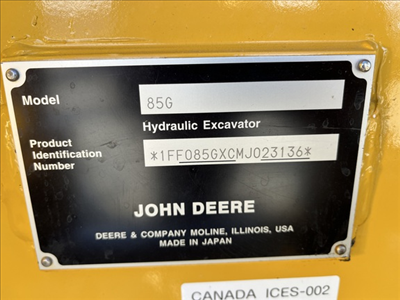 Model 85G
Hydraulic Excavator
Product
Identification *1FF085GXCMJ023136*
Number
JOHN DEERE
DEERE & COMPANY MOLINE, ILLINOIS, USA
MADE IN JAPAN
CANADA ICES-002